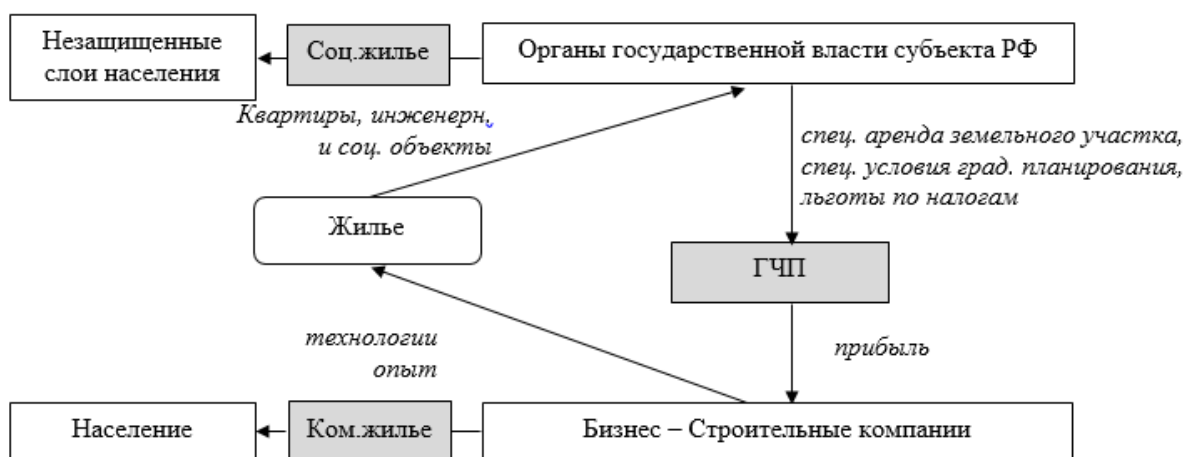 Незащищенные
слои населения
Соц.жилье
Органы государственной власти субъекта РФ
Квартиры, инженерн,
и соц. объекты
спец. аренда земельного участка,
спец. условия град. планирования,
льготы по налогам
Жилье
ГЧП
технологии
опыт
прибыль
Население
Ком.жилье
Бизнес – Строительные компании